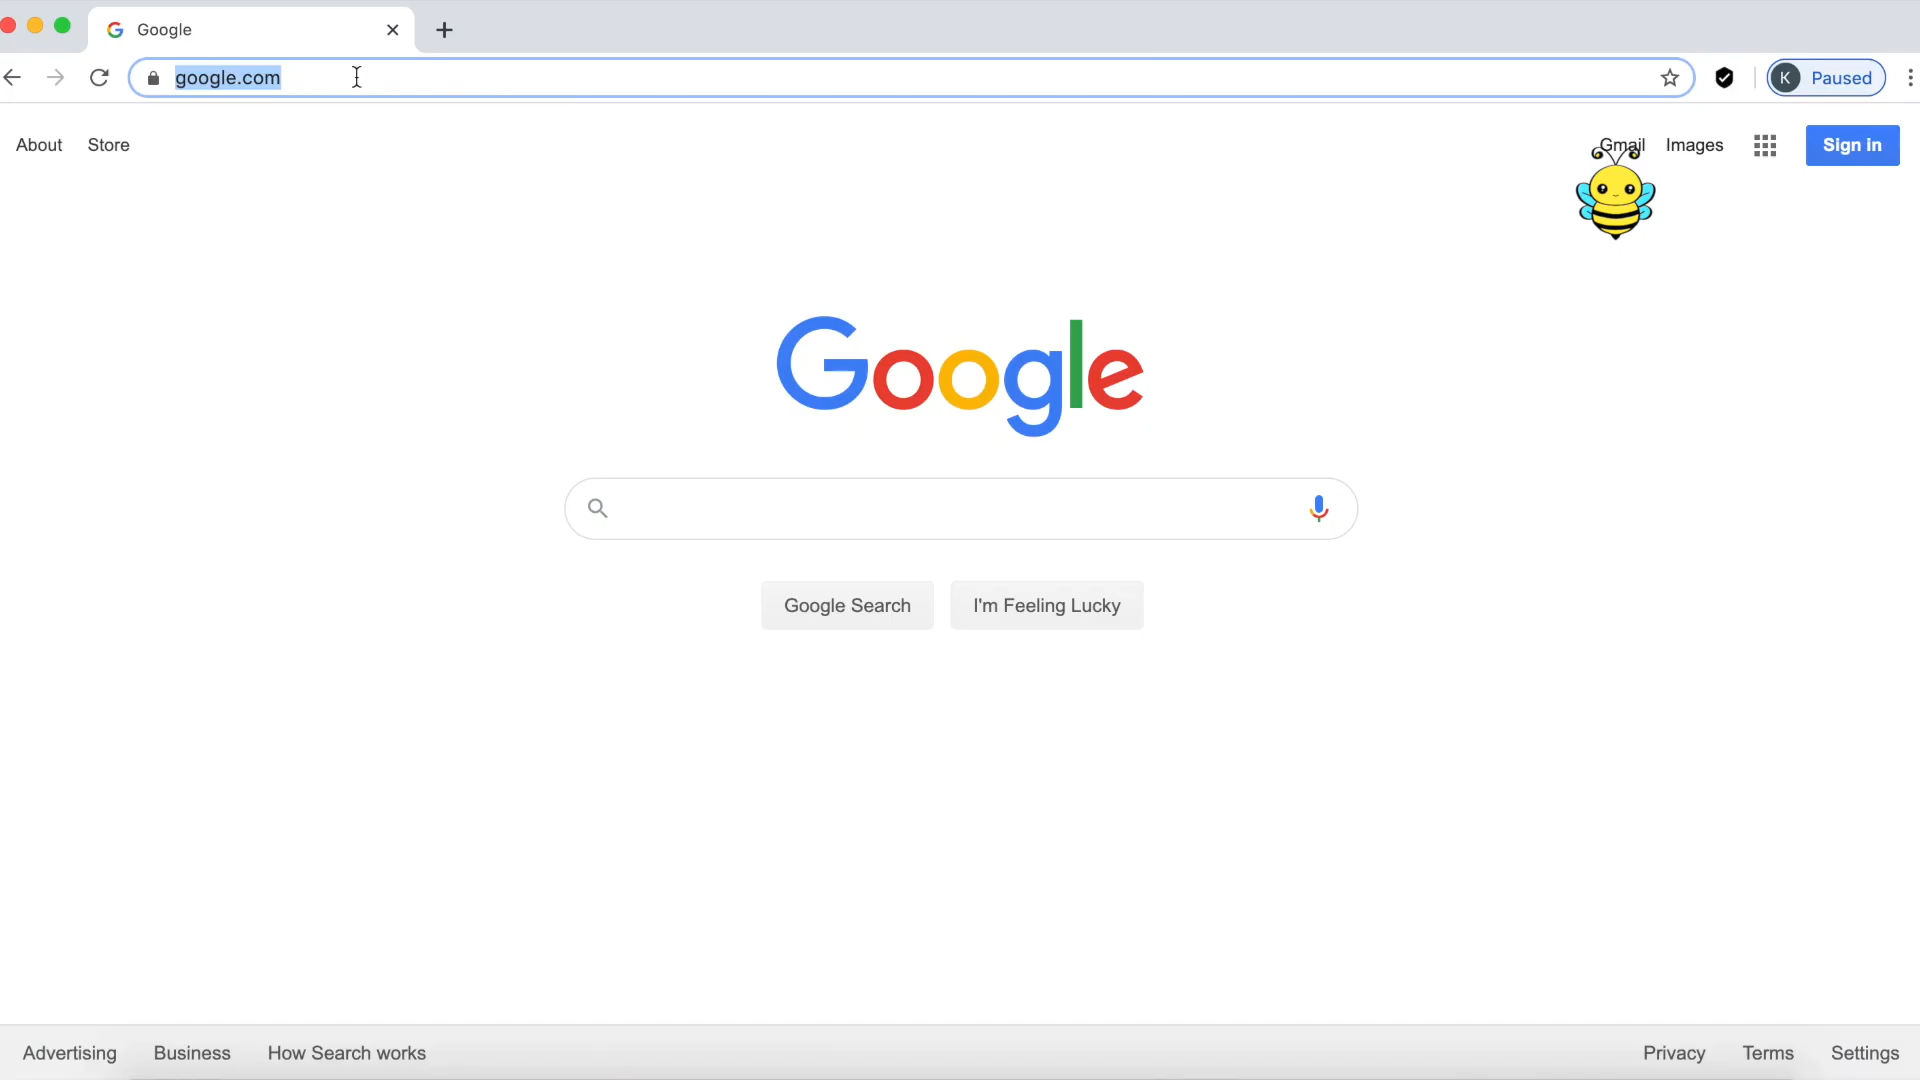 Google
google.com
K Paused
About Store
Gmail Images Sign in
Google
Google Search I'm Feeling Lucky
Advertising Business How Search works
Privacy Terms Settings